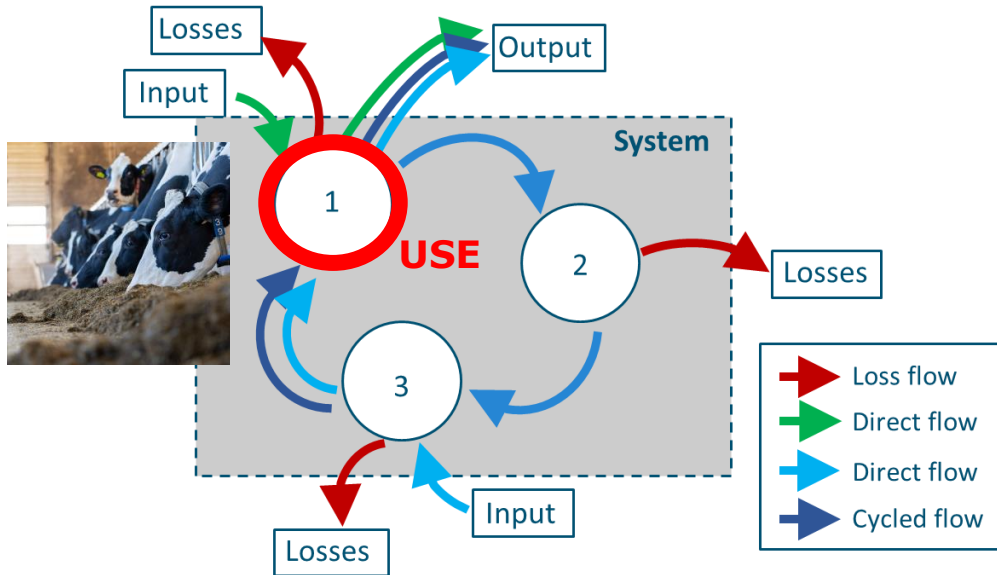 Losses
Output
Input
System
1
USE
2
Losses
3
Input
Losses
Loss flow
Direct flow
Direct flow
Cycled flow